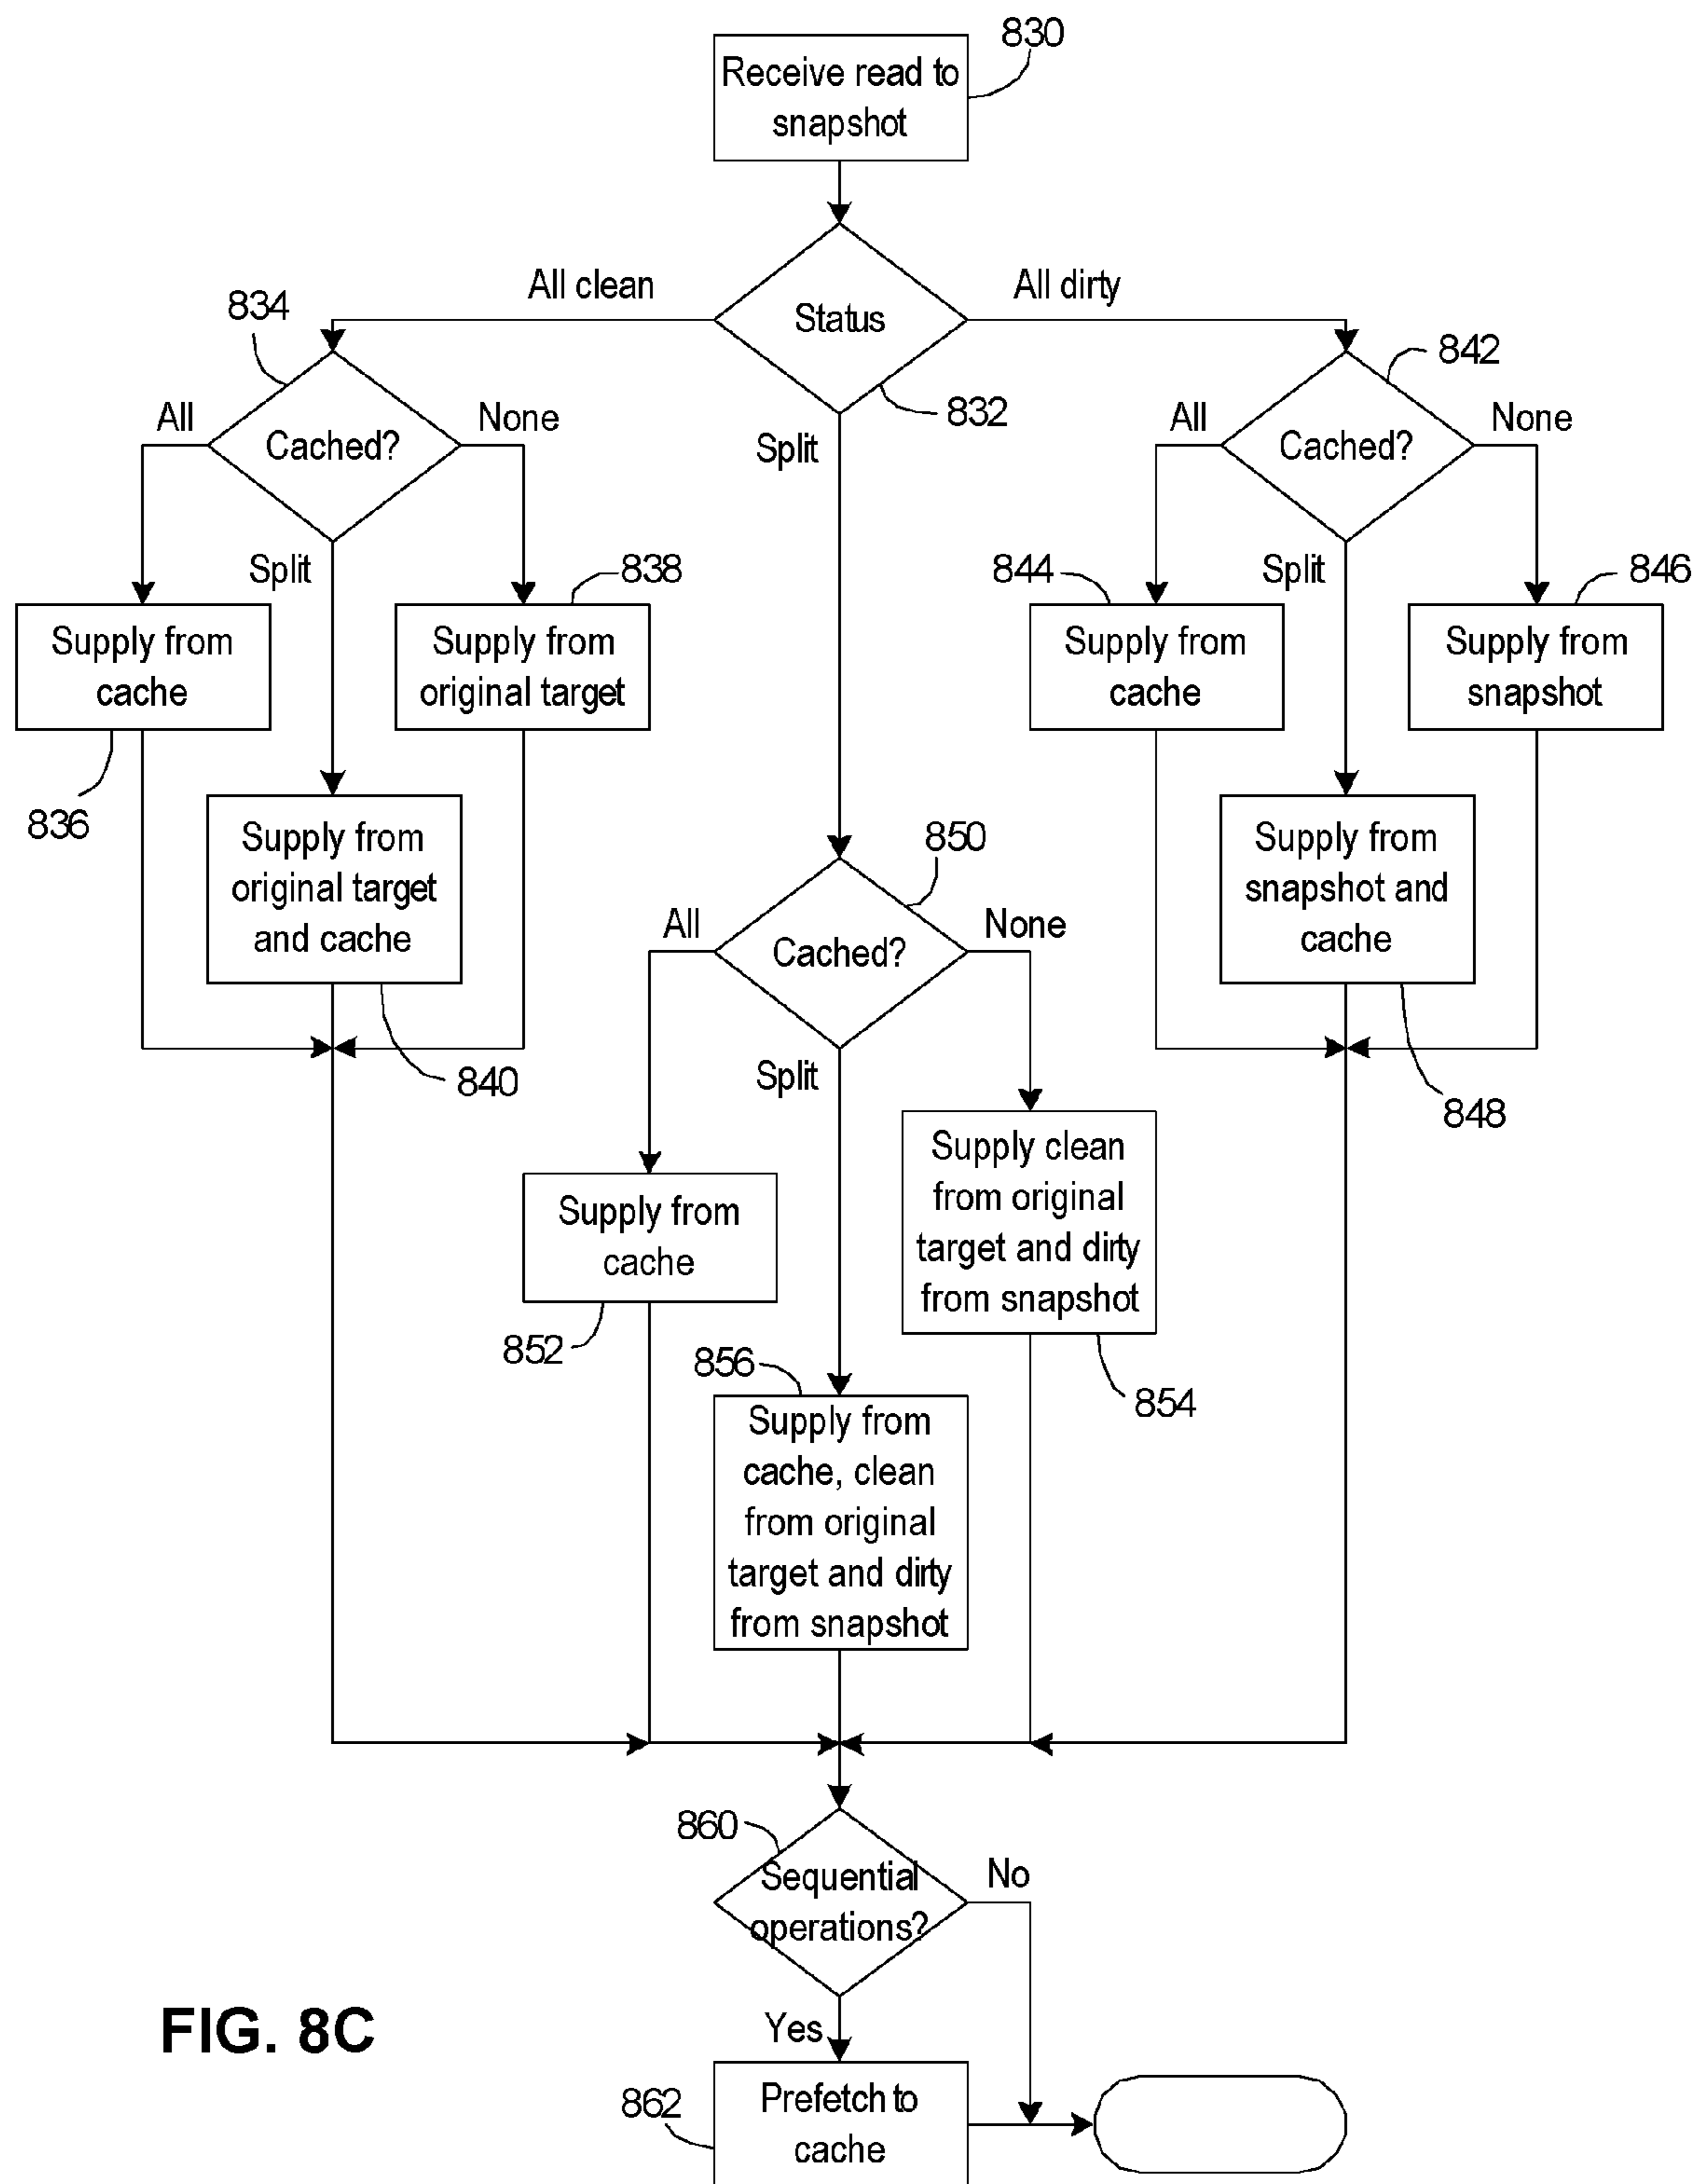 830
Receive read to
snapshot
All clean
All dirty
Status
834
842
832
All
None
Cached?
Split
All
None
Cached?
Split
838
Split
844
846
Supply from
cache
Supply from
original target
Supply from
cache
Supply from
snapshot
836
Supply from
original target
and cache
850
Supply from
snapshot and
cache
All
None
Cached?
840
Split
848
Supply clean
from original
target and dirty
from snapshot
Supply from
cache
852
856
854
Supply from
cache, clean
from original
target and dirty
from snapshot
860
Sequential
operations?
No
FIG. 8C
Yes
862
Prefetch to
cache